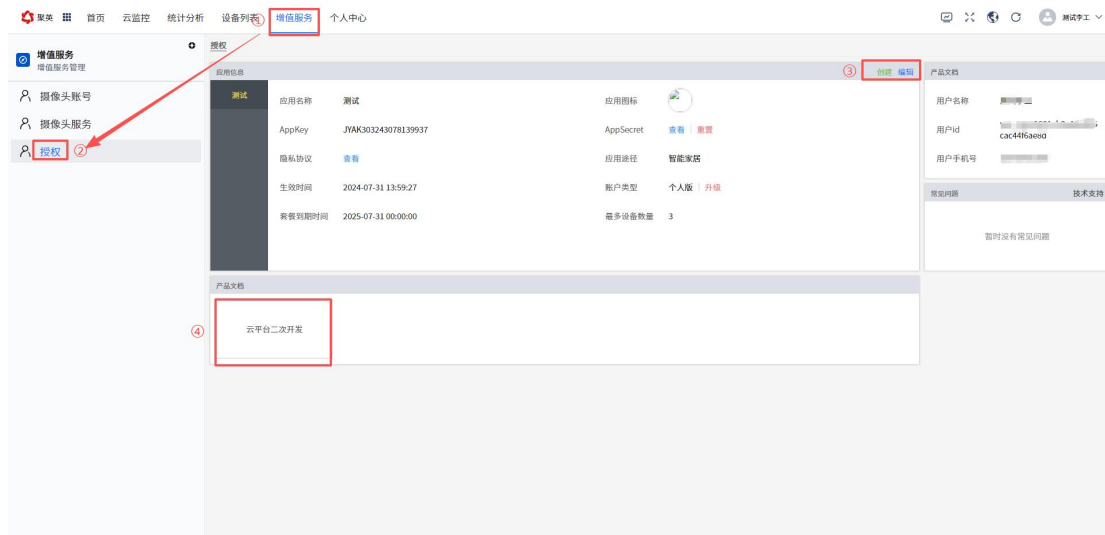 聚英 首页 云监控 统计分析 设备列表 ① 增值服务 个人中心 测试李工
增值服务
增值服务管理
摄像头账号
摄像头服务
授权 ②
授权
应用信息 ③ 创建 编辑
测试
应用名称 测试 应用图标
AppKey JYAK303243078139937 AppSecret 查看 重置
隐私协议 查看 应用途径 智能家居
生效时间 2024-07-31 13:59:27 账户类型 个人版 升级
套餐到期时间 2025-07-31 00:00:00 最多设备数量 3
产品文档
④ 云平台二次开发
产品文档
用户名称
用户id
cac44f6ae8d
用户手机号
常见问题 技术支持
暂时没有常见问题